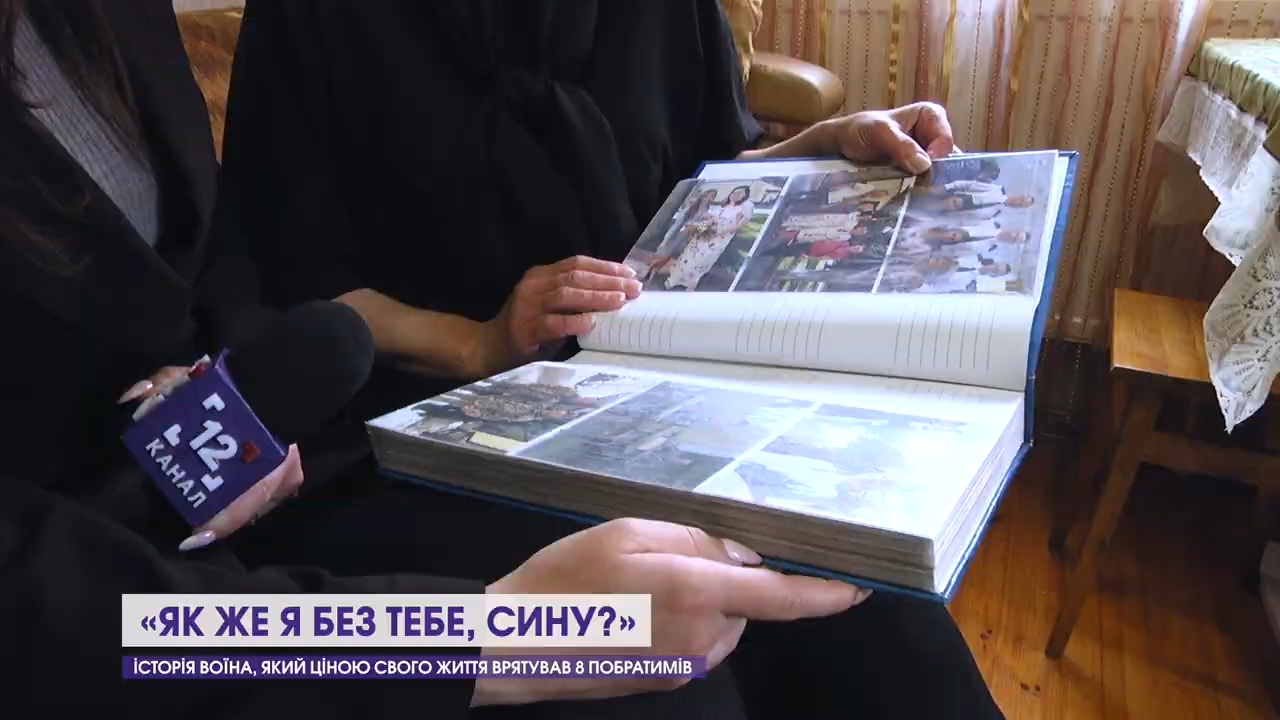 12
КАНАЛ
«ЯК ЖЕ Я БЕЗ ТЕБЕ, СИНУ?»
ІСТОРІЯ ВОЇНА, ЯКИЙ ЦІНОЮ СВОГО ЖИТТЯ ВРЯТУВАВ 8 ПОБРАТИМІВ